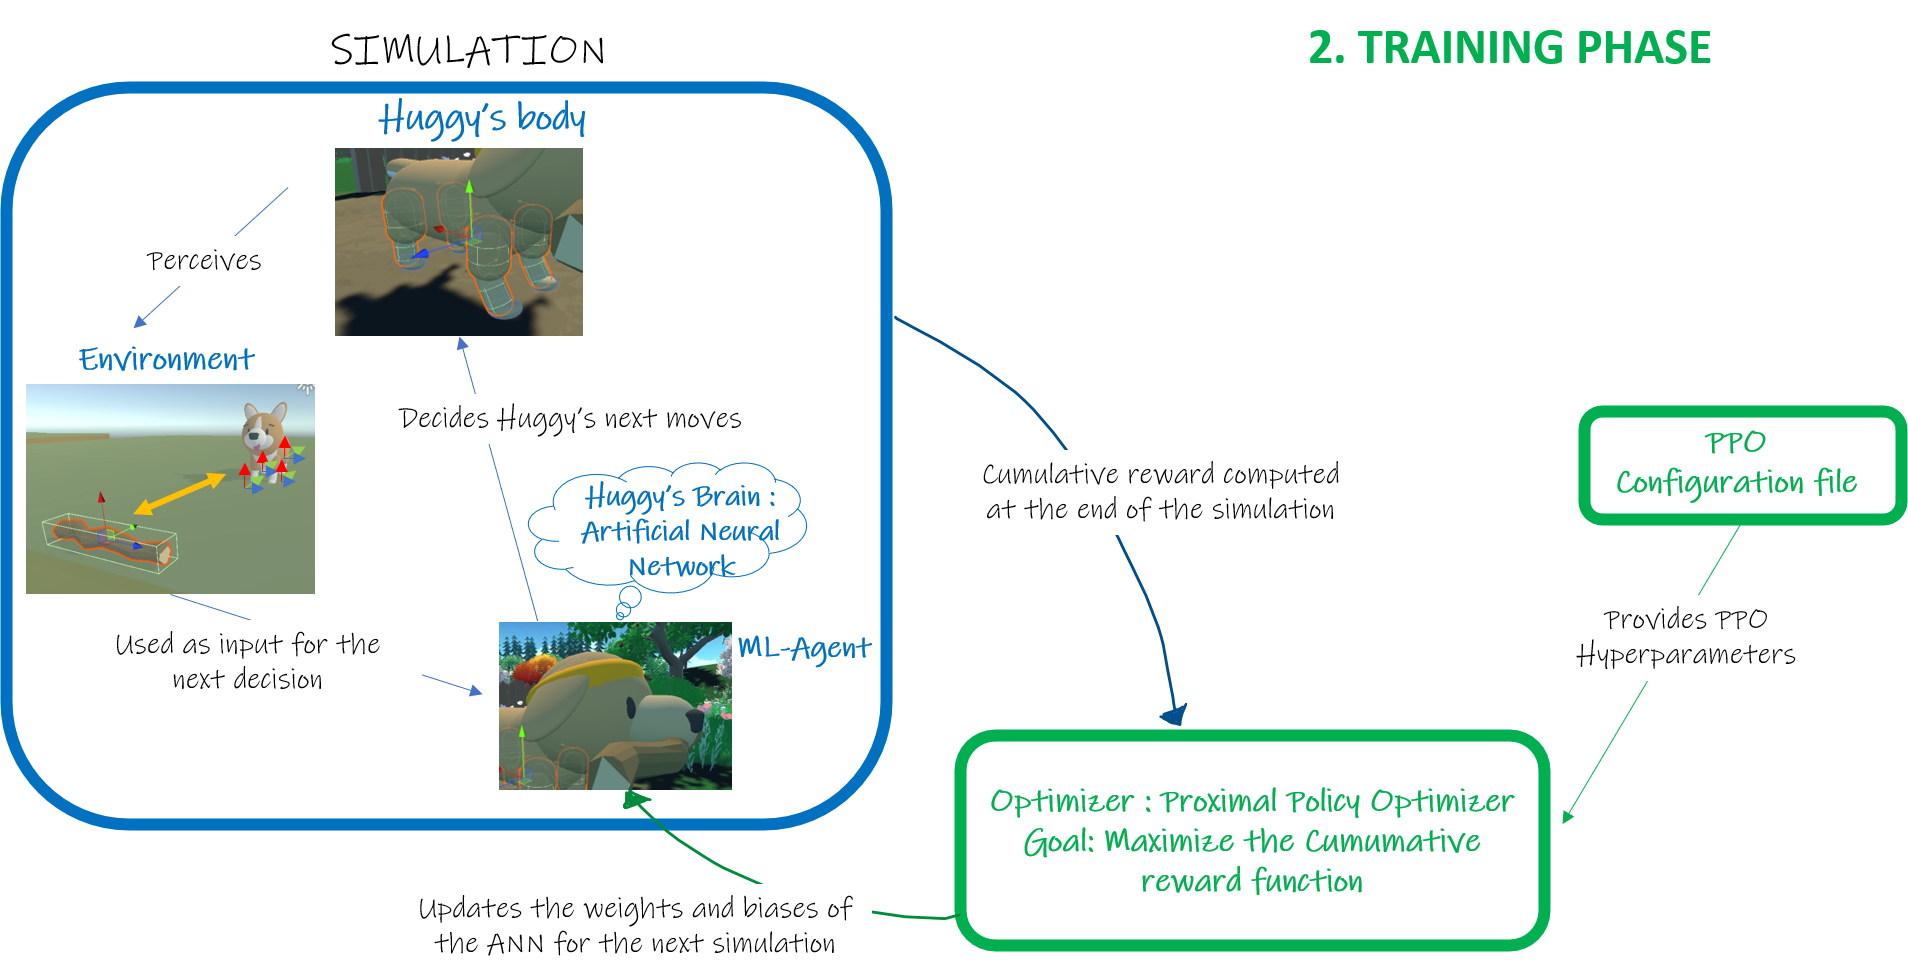 SIMULATION
2. TRAINING PHASE
Huggy's body
Perceives
Environment
Decides Huggy's next moves
Huggy's Brain :
Artificial Neural
Network
Used as input for the
next decision
ML-Agent
Cumulative reward computed
at the end of the simulation
PPO
Configuration file
Provides PPO
Hyperparameters
Optimizer : Proximal Policy Optimizer
Goal: Maximize the Cumumative
reward function
Updates the weights and biases of
the ANN for the next simulation